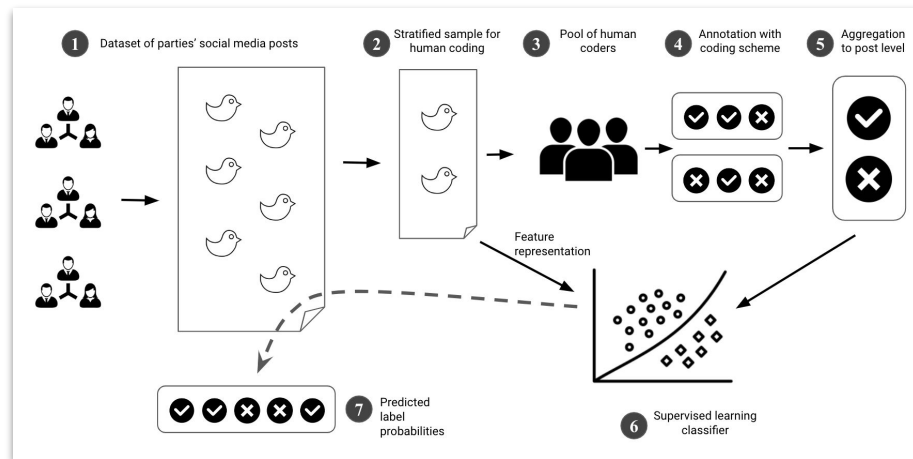 1 Dataset of parties' social media posts
2 Stratified sample for
human coding
3 Pool of human
coders
4 Annotation with
coding scheme
5 Aggregation
to post level
Feature
representation
7 Predicted
label
probabilities
6 Supervised learning
classifier